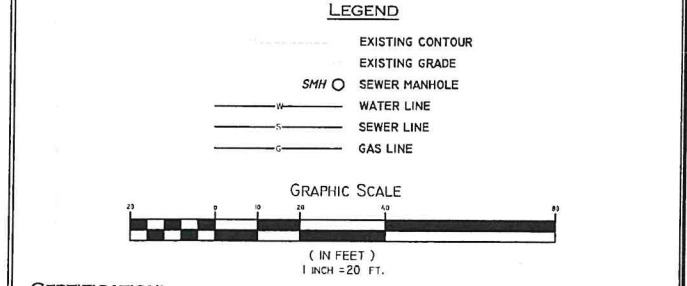 LEGEND
EXISTING CONTOUR
EXISTING GRADE
SMH SEWER MANHOLE
W WATER LINE
S SEWER LINE
G GAS LINE
GRAPHIC SCALE
20 0 10 20 40 80
( IN FEET )
1 INCH = 20 FT.